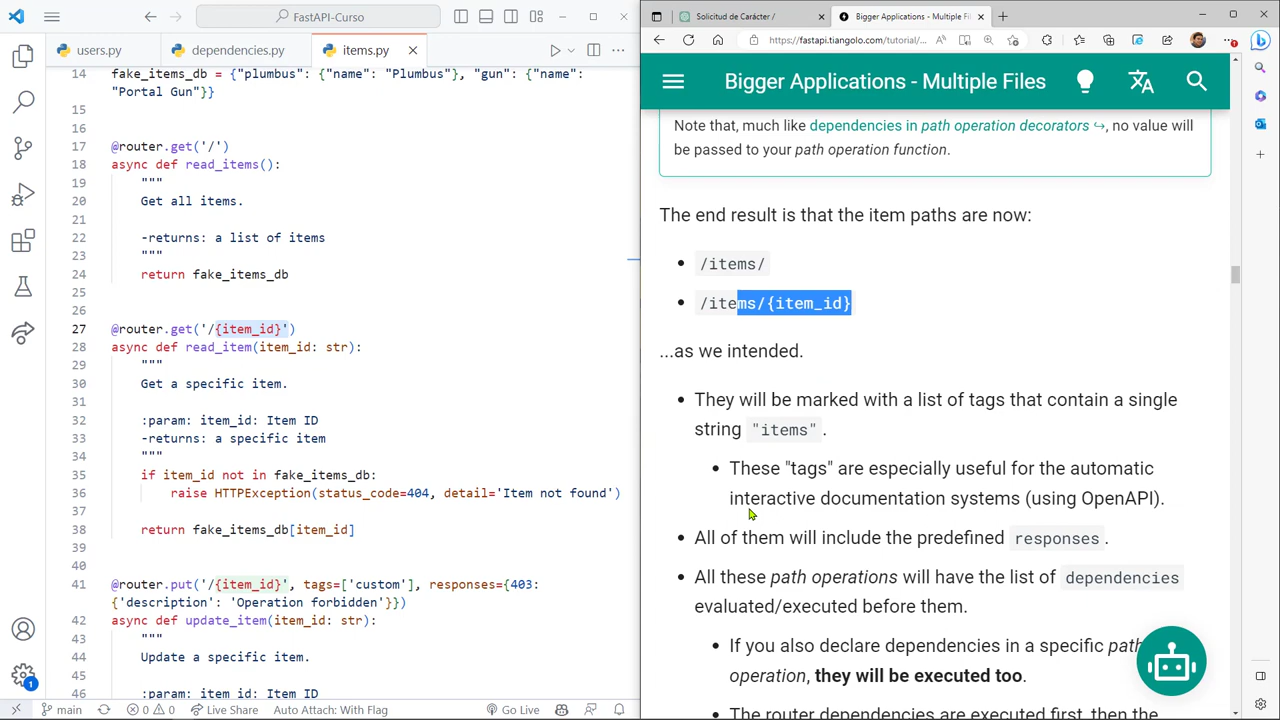 FastAPI-Curso
users.py
dependencies.py
items.py
14
fake_items_db = {"plumbus": {"name": "Plumbus"}, "gun": {"name":
"Portal Gun"}}
15
16
17 @router.get('/')
18 async def read_items():
19 """
20 Get all items.
21
22 -returns: a list of items
23 """
24 return fake_items_db
25
26
27 @router.get('/{item_id}')
28 async def read_item(item_id: str):
29 """
30 Get a specific item.
31
32 :param: item_id: Item ID
33 -returns: a specific item
34 """
35 if item_id not in fake_items_db:
36 raise HTTPException(status_code=404, detail='Item not found')
37
38 return fake_items_db[item_id]
39
40
41 @router.put('/{item_id}', tags=['custom'], responses={403:
{'description': 'Operation forbidden'}})
42 async def update_item(item_id: str):
43 """
44 Update a specific item.
45
46 :param: item id: Item ID
main
0
0
Live Share
Auto Attach: With Flag
Go Live
1
Solicitud de Carácter /
Bigger Applications - Multiple Fi
https://fastapi.tiangolo.com/tutorial/...
Bigger Applications - Multiple Files
Note that, much like dependencies in path operation decorators ↪, no value will
be passed to your path operation function.
The end result is that the item paths are now:
• /items/
• /items/{item_id}
...as we intended.
• They will be marked with a list of tags that contain a single
string "items".
• These "tags" are especially useful for the automatic
interactive documentation systems (using OpenAPI).
• All of them will include the predefined responses.
• All these path operations will have the list of dependencies
evaluated/executed before them.
• If you also declare dependencies in a specific path
operation, they will be executed too.
• The router dependencies are executed first, then the